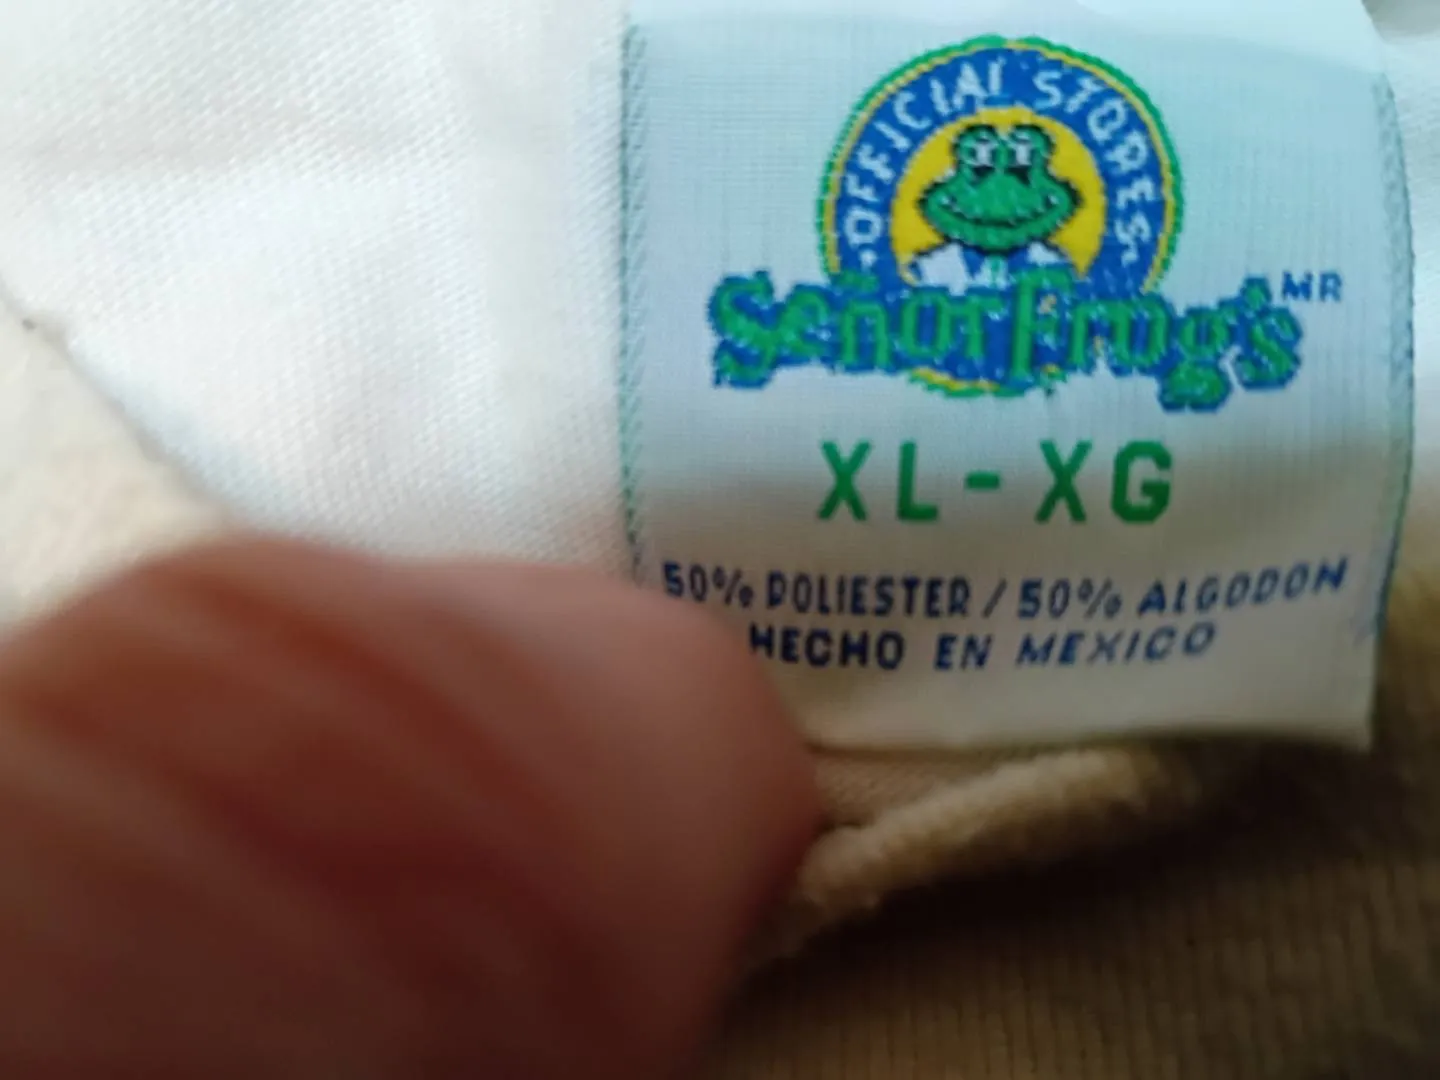 OFFICIAL STORES
Señor Frog's MR
XL-XG
50% POLIESTER / 50% ALGODON
HECHO EN MEXICO